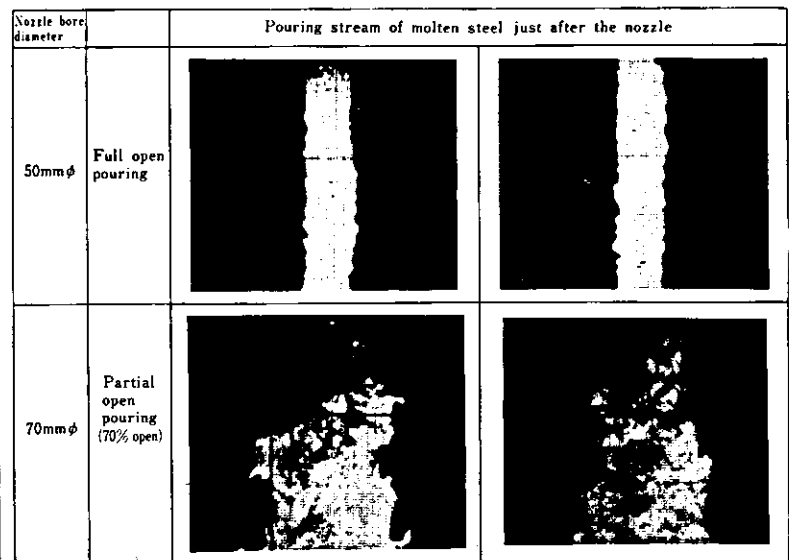 Nozzle bore
diameter
Pouring stream of molten steel just after the nozzle
50mmφ
Full open
pouring
70mmφ
Partial
open
pouring
(70% open)